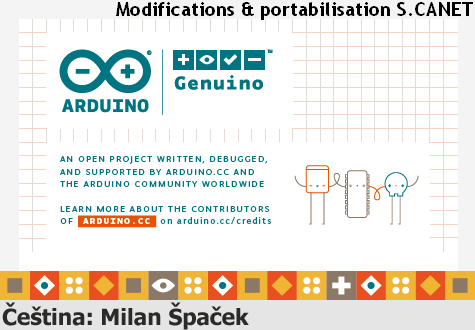 Modifications & portabilisation S.CANET
ARDUINO
Genuino
AN OPEN PROJECT WRITTEN, DEBUGGED,
AND SUPPORTED BY ARDUINO.CC AND
THE ARDUINO COMMUNITY WORLDWIDE
LEARN MORE ABOUT THE CONTRIBUTORS
OF ARDUINO.CC on arduino.cc/credits
Čeština: Milan Špaček